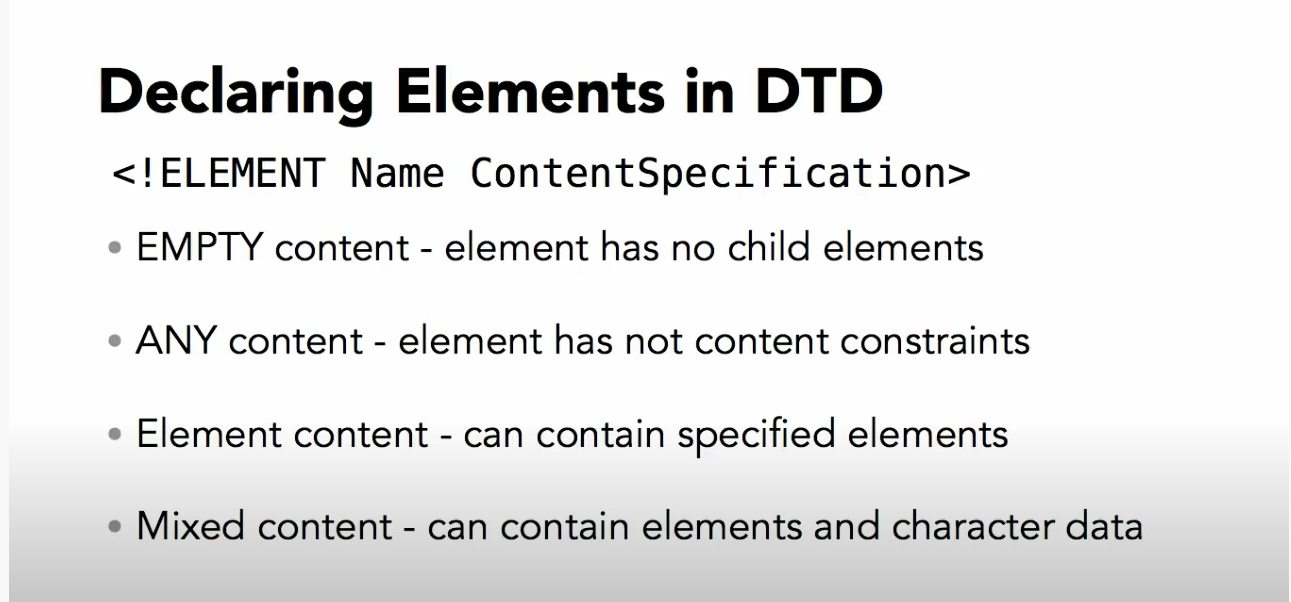 Declaring Elements in DTD
<!ELEMENT Name ContentSpecification>
• EMPTY content - element has no child elements
• ANY content - element has not content constraints
• Element content - can contain specified elements
• Mixed content - can contain elements and character data